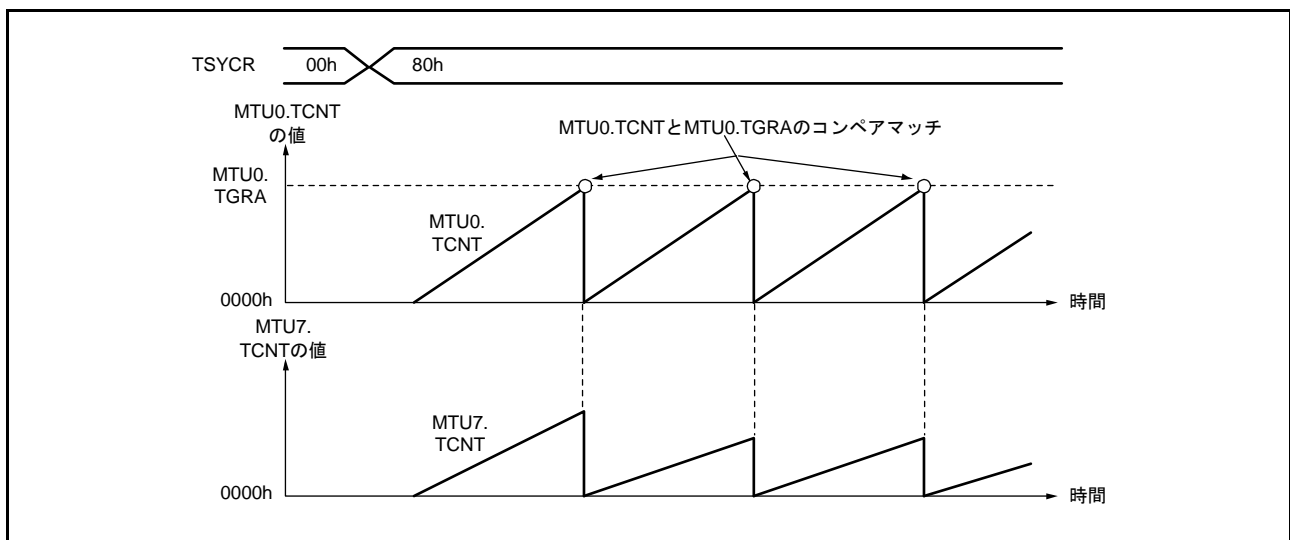 TSYCR 00h 80h
MTU0.TCNT
の値
MTU0.TCNTとMTU0.TGRAのコンペアマッチ
MTU0.
TGRA
MTU0.
TCNT
0000h
時間
MTU7.
TCNTの値
MTU7.
TCNT
0000h
時間